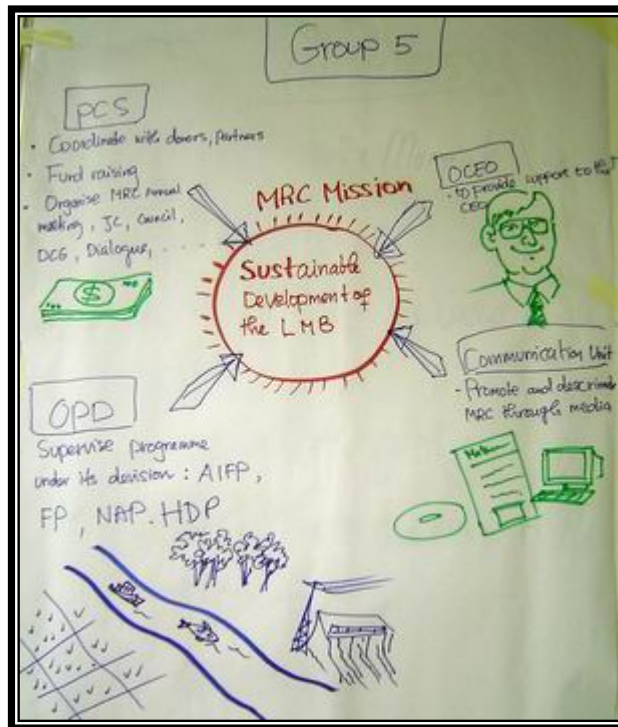 Group 5
PCS
• Coordinate with donors, partners
• Fund raising
• Organise MRC Annual
meeting, JC, Council,
DCG, Dialogue, . . . .
$
MRC Mission
Sustainable
Development of
the LMB
OCEO
- to provide support to the
CEO
Communication Unit
- Promote and
MRC through media
OPD
Supervise programme
under its devision : AIFP,
FP, NAP. HDP